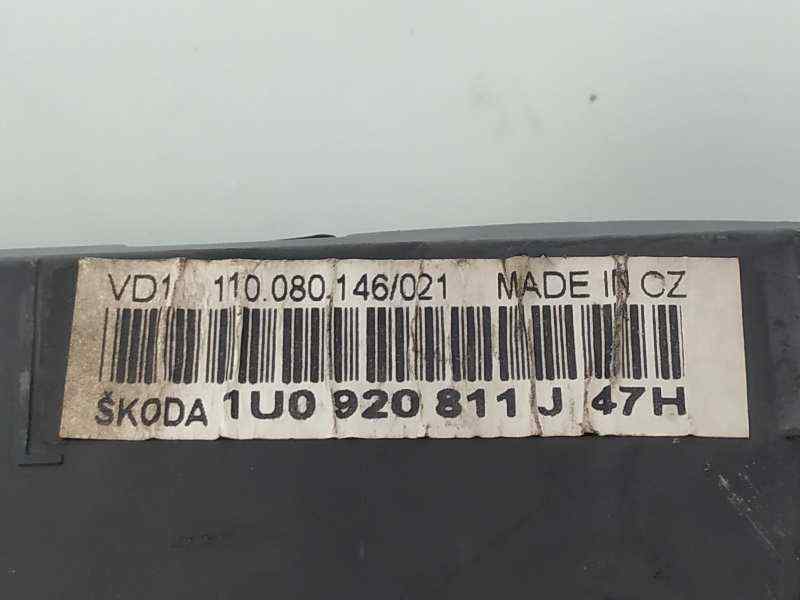 VD1 110.080.146/021 MADE IN CZ
ŠKODA 1U0 920 811 J 47H